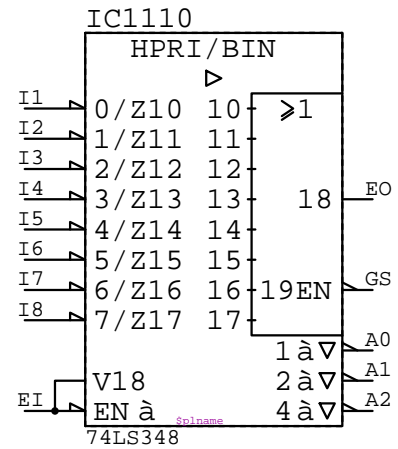 IC1110
HPRI/BIN
▷
I1 0/Z10 10 ≥1
I2 1/Z11 11
I3 2/Z12 12
I4 3/Z13 13 18 EO
I5 4/Z14 14
I6 5/Z15 15
I7 6/Z16 16 19EN GS
I8 7/Z17 17
1à▽ A0
V18 2à▽ A1
EI ENà $plname 4à▽ A2
74LS348